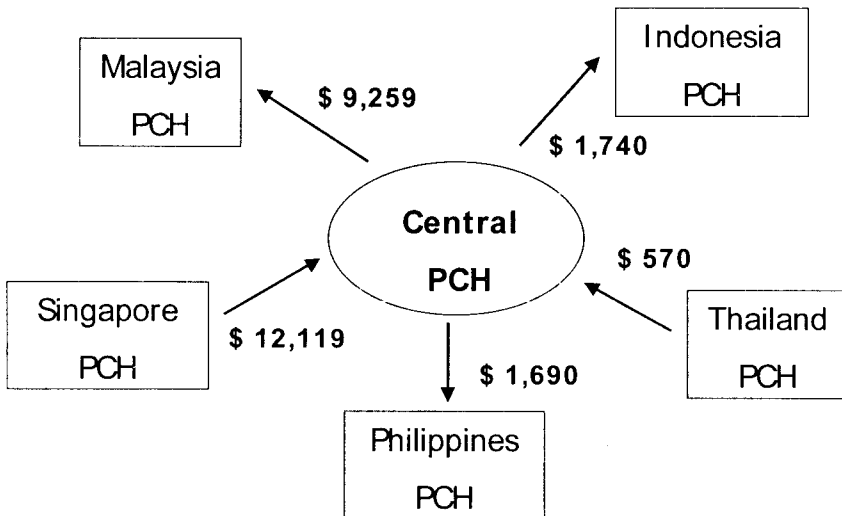 Indonesia
PCH
Malaysia
PCH
$ 9,259
$ 1,740
Central
PCH
$ 570
Singapore
PCH
$ 12,119
Thailand
PCH
$ 1,690
Philippines
PCH